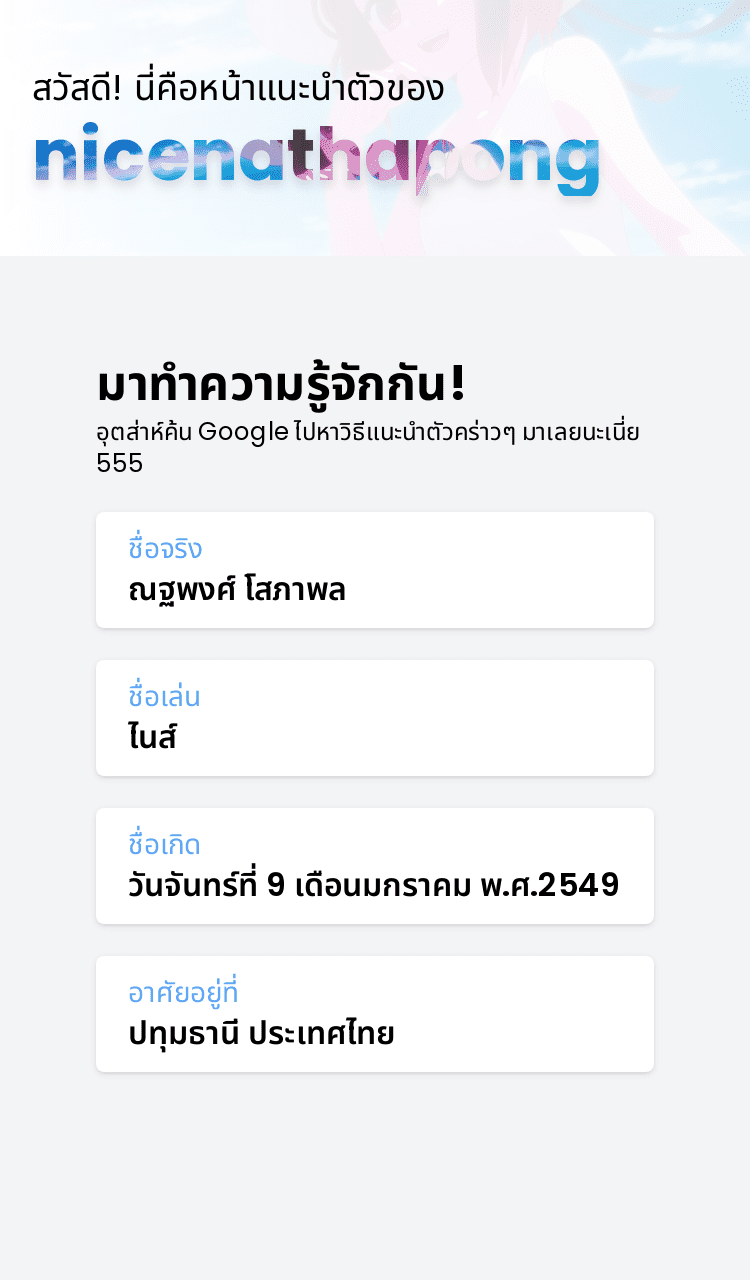 สวัสดี! นี่คือหน้าแนะนำตัวของ
nicenathapong
มาทำความรู้จักกัน!
อุตส่าห์ค้น Google ไปหาวิธีแนะนำตัวคร่าวๆ มาเลยนะเนี่ย
555
ชื่อจริง
ณฐพงศ์ โสภาพล
ชื่อเล่น
ไนส์
ชื่อเกิด
วันจันทร์ที่ 9 เดือนมกราคม พ.ศ.2549
อาศัยอยู่ที่
ปทุมธานี ประเทศไทย